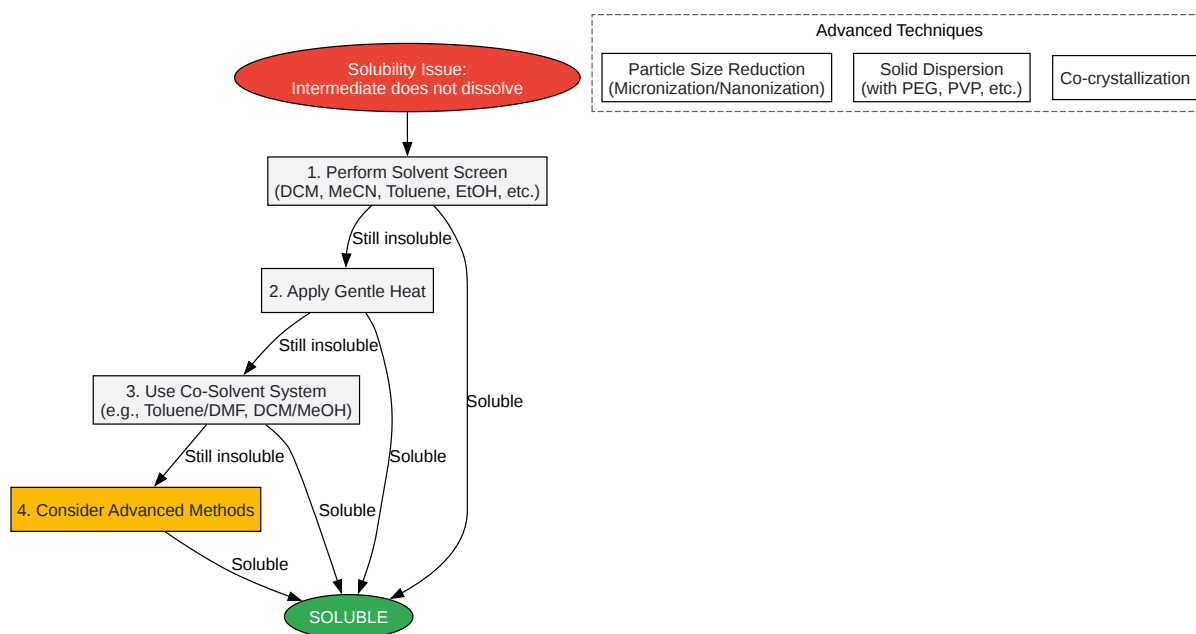 Advanced Techniques
Solubility Issue:
Intermediate does not dissolve
Particle Size Reduction
(Micronization/Nanonization)
Solid Dispersion
(with PEG, PVP, etc.)
Co-crystallization
1. Perform Solvent Screen
(DCM, MeCN, Toluene, EtOH, etc.)
Still insoluble
2. Apply Gentle Heat
Still insoluble
3. Use Co-Solvent System
(e.g., Toluene/DMF, DCM/MeOH)
Soluble
Still insoluble
Soluble
4. Consider Advanced Methods
Soluble
Soluble
SOLUBLE